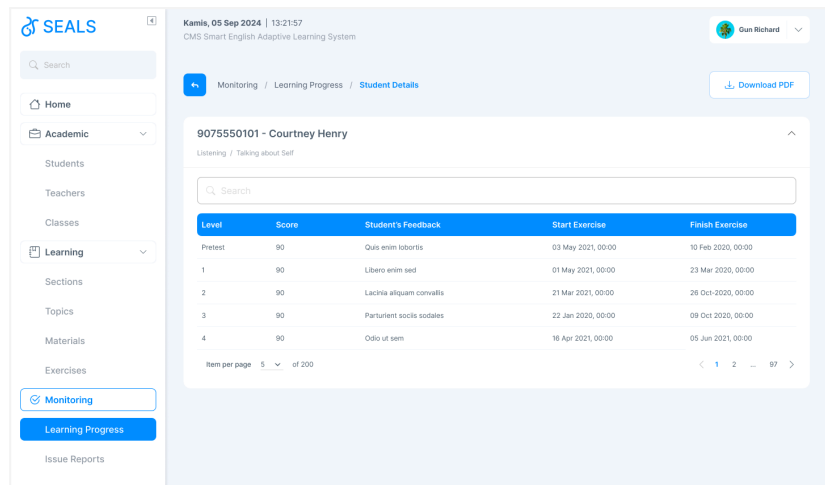 SEALS
Search
Home
Academic
Students
Teachers
Classes
Learning
Sections
Topics
Materials
Exercises
Monitoring
Learning Progress
Issue Reports
Kamis, 05 Sep 2024 | 13:21:57
CMS Smart English Adaptive Learning System
Gun Richard
Monitoring / Learning Progress / Student Details
Download PDF
9075550101 - Courtney Henry
Listening / Talking about Self
Search
Level Score Student's Feedback Start Exercise Finish Exercise
Pretest 90 Quis enim lobortis 03 May 2021, 00:00 10 Feb 2020, 00:00
1 90 Libero enim sed 01 May 2021, 00:00 23 Mar 2020, 00:00
2 90 Lacinia aliquam convallis 21 Mar 2021, 00:00 26 Oct-2020, 00:00
3 90 Parturient sociis sodales 22 Jan 2020, 00:00 09 Oct 2020, 00:00
4 90 Odio ut sem 16 Apr 2021, 00:00 05 Jun 2021, 00:00
Item per page 5 of 200 1 2 ... 97